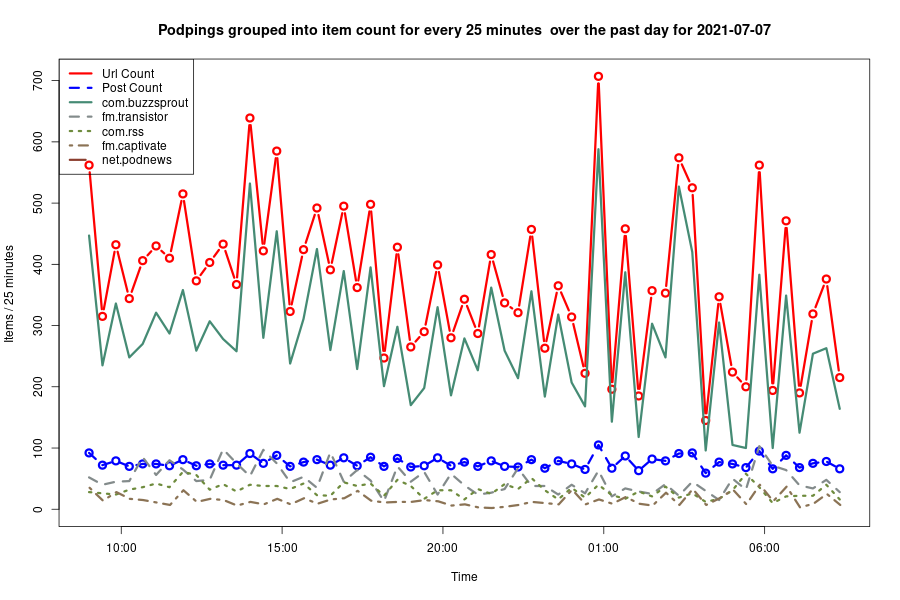 Podpings grouped into item count for every 25 minutes  over the past day for 2021-07-07
Url Count
Post Count
com.buzzsprout
fm.transistor
com.rss
fm.captivate
net.podnews
Items / 25 minutes
700
600
500
400
300
200
100
0
10:00 15:00 20:00 01:00 06:00
Time